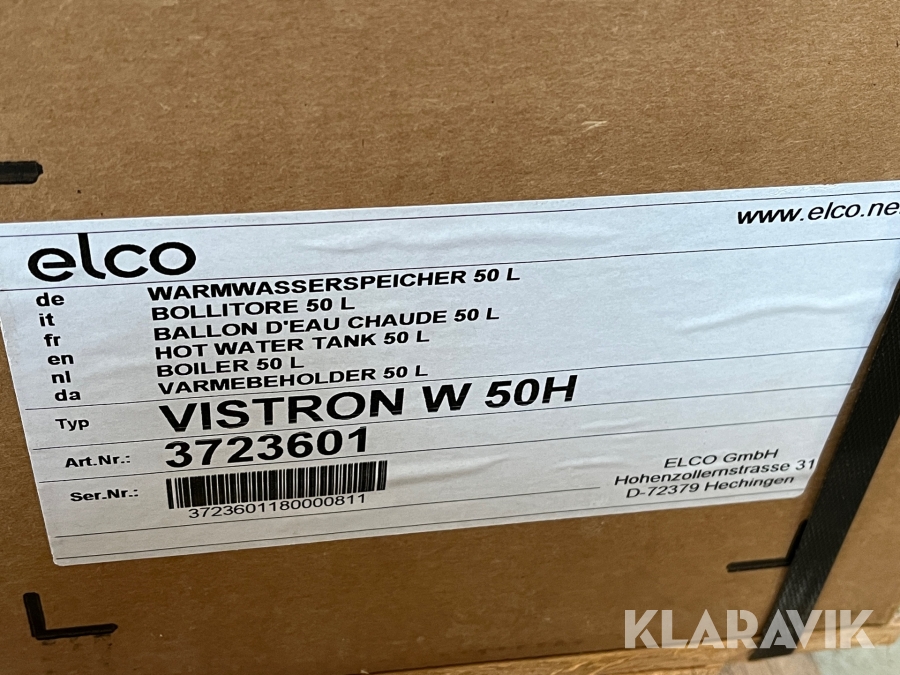 www.elco.ne
elco
de WARMWASSERSPEICHER 50 L
it BOLLITORE 50 L
fr BALLON D'EAU CHAUDE 50 L
en HOT WATER TANK 50 L
nl BOILER 50 L
da VARMEBEHOLDER 50 L
Typ VISTRON W 50H
Art.Nr.: 3723601
Ser.Nr.: 3723601180000811
ELCO GmbH
Hohenzollernstrasse 31
D-72379 Hechingen
KLARAVIK